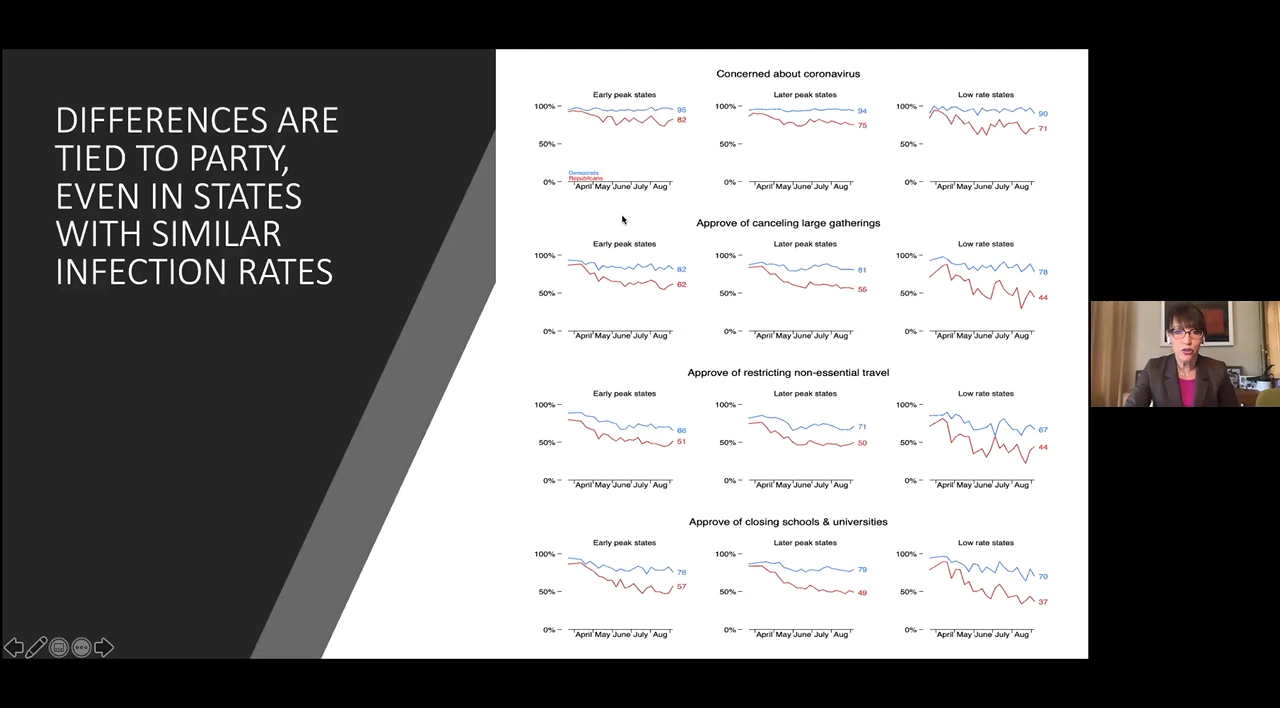 DIFFERENCES ARE
TIED TO PARTY,
EVEN IN STATES
WITH SIMILAR
INFECTION RATES
Concerned about coronavirus
Early peak states
100%
50%
0%
95
82
Democrats
Republicans
April May June July Aug
Later peak states
100%
50%
0%
94
75
April May June July Aug
Low rate states
100%
50%
0%
90
71
April May June July Aug
Approve of canceling large gatherings
Early peak states
100%
50%
0%
82
62
April May June July Aug
Later peak states
100%
50%
0%
81
55
April May June July Aug
Low rate states
100%
50%
0%
78
44
April May June July Aug
Approve of restricting non-essential travel
Early peak states
100%
50%
0%
66
51
April May June July Aug
Later peak states
100%
50%
0%
71
50
April May June July Aug
Low rate states
100%
50%
0%
67
44
April May June July Aug
Approve of closing schools & universities
Early peak states
100%
50%
0%
76
57
April May June July Aug
Later peak states
100%
50%
0%
79
49
April May June July Aug
Low rate states
100%
50%
0%
70
37
April May June July Aug